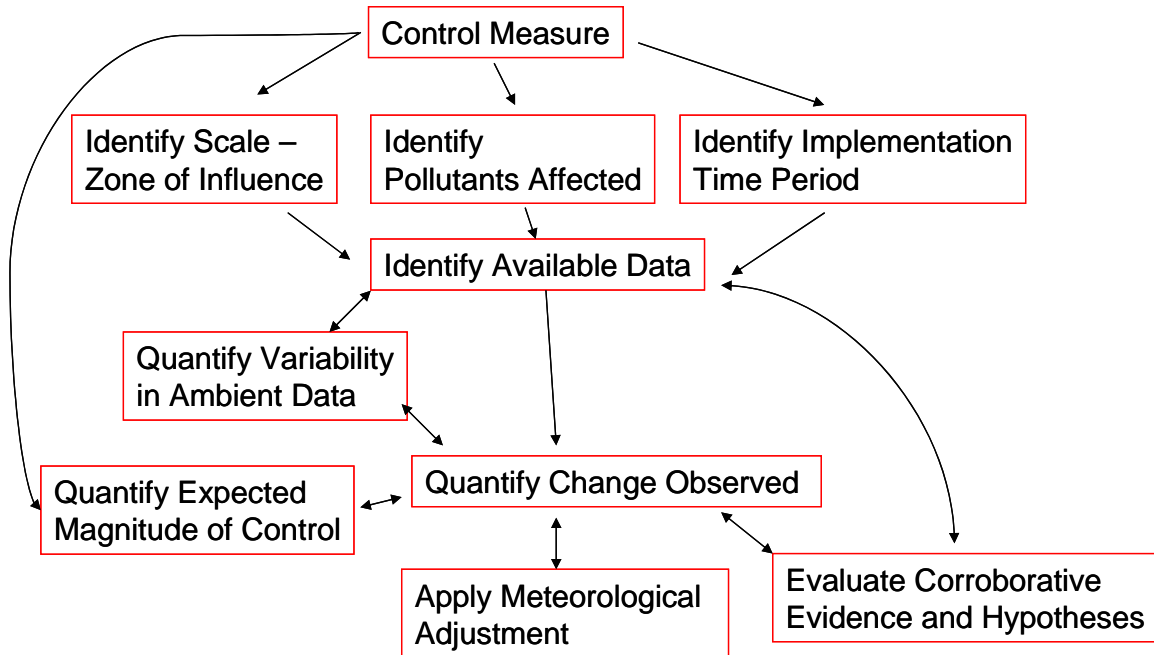 Control Measure
Identify Scale –
Zone of Influence
Identify
Pollutants Affected
Identify Implementation
Time Period
Identify Available Data
Quantify Variability
in Ambient Data
Quantify Change Observed
Quantify Expected
Magnitude of Control
Apply Meteorological
Adjustment
Evaluate Corroborative
Evidence and Hypotheses